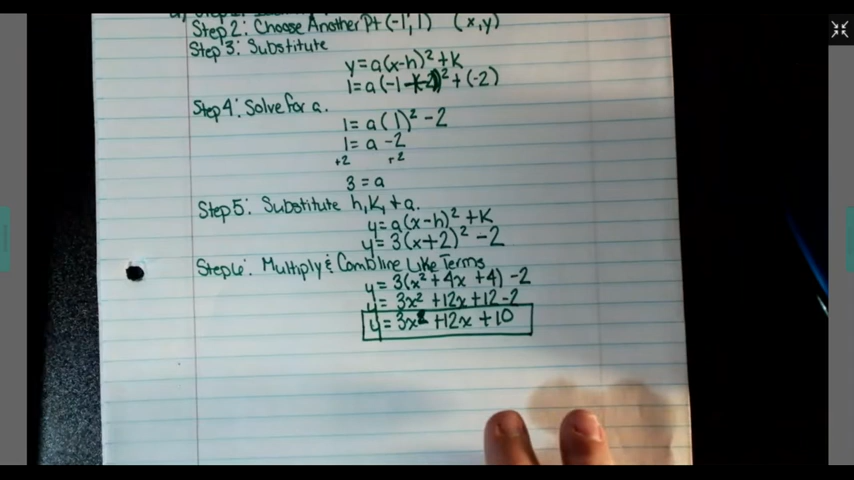 Step 2: Choose Another Pt (-1, 1) (x, y)
Step 3: Substitute
y = a(x-h)² + K
1 = a(-1 -(-2))² + (-2)
Step 4: Solve for a.
1 = a(1)² - 2
1 = a - 2
+2 +2
3 = a
Step 5: Substitute h, K, + a.
y = a(x-h)² + K
y = 3(x+2)² - 2
Step 6: Multiply & Combline Like Terms
y = 3(x² + 4x + 4) - 2
y = 3x² + 12x + 12 - 2
y = 3x² + 12x + 10